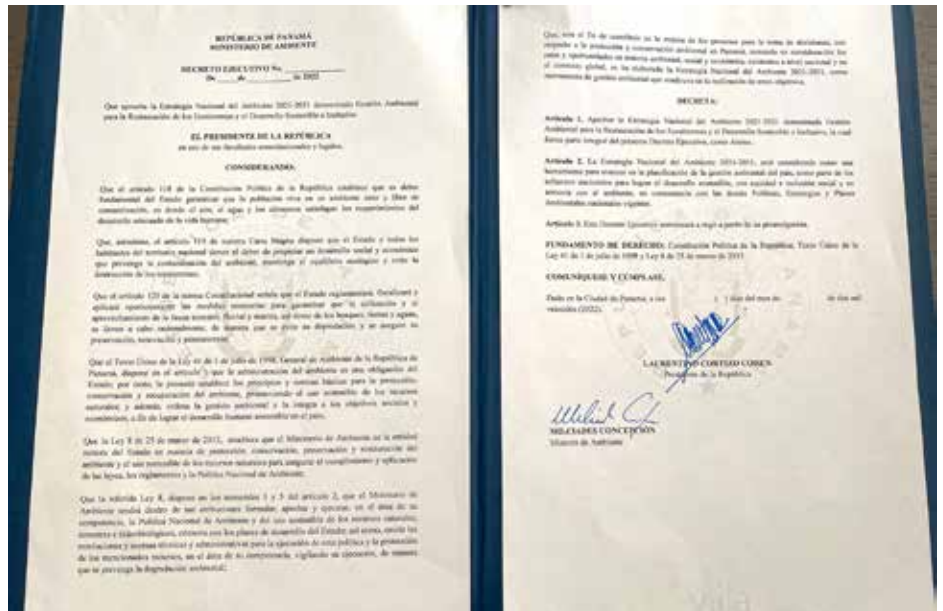 REPÚBLICA DE PANAMÁ
MINISTERIO DE AMBIENTE
DECRETO EJECUTIVO No.
De de de 2022
Que aprueba la Estrategia Nacional del Ambiente 2021-2031 denominada Gestión Ambiental
para la Restauración de los Ecosistemas y el Desarrollo Sostenible e Inclusivo
EL PRESIDENTE DE LA REPÚBLICA
en uso de sus facultades constitucionales y legales,
CONSIDERANDO:
Que el artículo 118 de la Constitución Política de la República establece que es deber
fundamental del Estado garantizar que la población viva en un ambiente sano y libre de
contaminación, en donde el aire, el agua y los alimentos satisfagan los requerimientos del
desarrollo adecuado de la vida humana;
Que, asimismo, el artículo 119 de nuestra Carta Magna dispone que el Estado y todos los
habitantes del territorio nacional tienen el deber de propiciar un desarrollo social y económico
que prevenga la contaminación del ambiente, mantenga el equilibrio ecológico y evite la
destrucción de los ecosistemas;
Que el artículo 120 de la norma Constitucional señala que el Estado reglamentará, fiscalizará y
aplicará oportunamente las medidas necesarias para garantizar que la utilización y el
aprovechamiento de la fauna terrestre, fluvial y marina, así como de los bosques, tierras y aguas,
se lleven a cabo racionalmente, de manera que se evite su depredación y se asegure su
preservación, renovación y permanencia;
Que el Texto Único de la Ley 41 de 1 de julio de 1998, General de Ambiente de la República de
Panamá, dispone en el artículo 1 que la administración del ambiente es una obligación del
Estado; por tanto, la presente establece los principios y normas básicas para la protección,
conservación y recuperación del ambiente, promoviendo el uso sostenible de los recursos
naturales y además, ordena la gestión ambiental y la integra a los objetivos sociales y
económicos, a fin de lograr el desarrollo humano sostenible en el país.
Que la Ley 8 de 25 de marzo de 2015, establece que el Ministerio de Ambiente es la entidad
rectora del Estado en materia de protección, conservación, preservación y restauración del
ambiente y el uso sostenible de los recursos naturales para asegurar el cumplimiento y aplicación
de las leyes, los reglamentos y la Política Nacional de Ambiente;
Que la referida Ley 8, dispone en los numerales 1 y 5 del artículo 2, que el Ministerio de
Ambiente tendrá dentro de sus atribuciones formular, aprobar y ejecutar, en el área de su
competencia, la Política Nacional de Ambiente y del uso sostenible de los recursos naturales,
terrestres e hidrobiológicos, cónsona con los planes de desarrollo del Estado; así como, emitir las
resoluciones y normas técnicas y administrativas para la ejecución de esta política y la protección
de los mencionados recursos, en el área de su competencia, vigilando su ejecución, de manera
que se prevenga la degradación ambiental;
Que, con el fin de contribuir en la mejora de los procesos para la toma de decisiones, con
respecto a la protección y conservación ambiental en Panamá, tomando en consideración los
retos y oportunidades en materia ambiental, social y económica, existentes a nivel nacional y en
el contexto global, se ha elaborado la Estrategia Nacional del Ambiente 2021-2031, como
DECRETA:
Artículo 1. Aprobar la Estrategia Nacional del Ambiente 2021-2031 denominada Gestión
Ambiental para la Restauración de los Ecosistemas y el Desarrollo Sostenible e Inclusivo, la cual
forma parte integral del presente Decreto Ejecutivo, como Anexo.
Artículo 2. La Estrategia Nacional del Ambiente 2021-2031, será considerada como una
herramienta para avanzar en la planificación de la gestión ambiental del país, como parte de los
esfuerzos nacionales para lograr el desarrollo sostenible, con equidad e inclusión social y en
armonía con el ambiente, en consonancia con las demás Políticas, Estrategias y Planes
Ambientales nacionales vigentes.
Artículo 3. Este Decreto Ejecutivo comenzará a regir a partir de su promulgación.
FUNDAMENTO DE DERECHO: Constitución Política de la República, Texto Único de la
Ley 41 de 1 de julio de 1998 y Ley 8 de 25 de marzo de 2015.
COMUNÍQUESE Y CÚMPLASE,
Dado en la Ciudad de Panamá, a los ( ) días del mes de de dos mil
veintidós (2022).
LAURENTINO CORTIZO COHEN
Presidente de la República
MILCIADES CONCEPCIÓN
Ministro de Ambiente